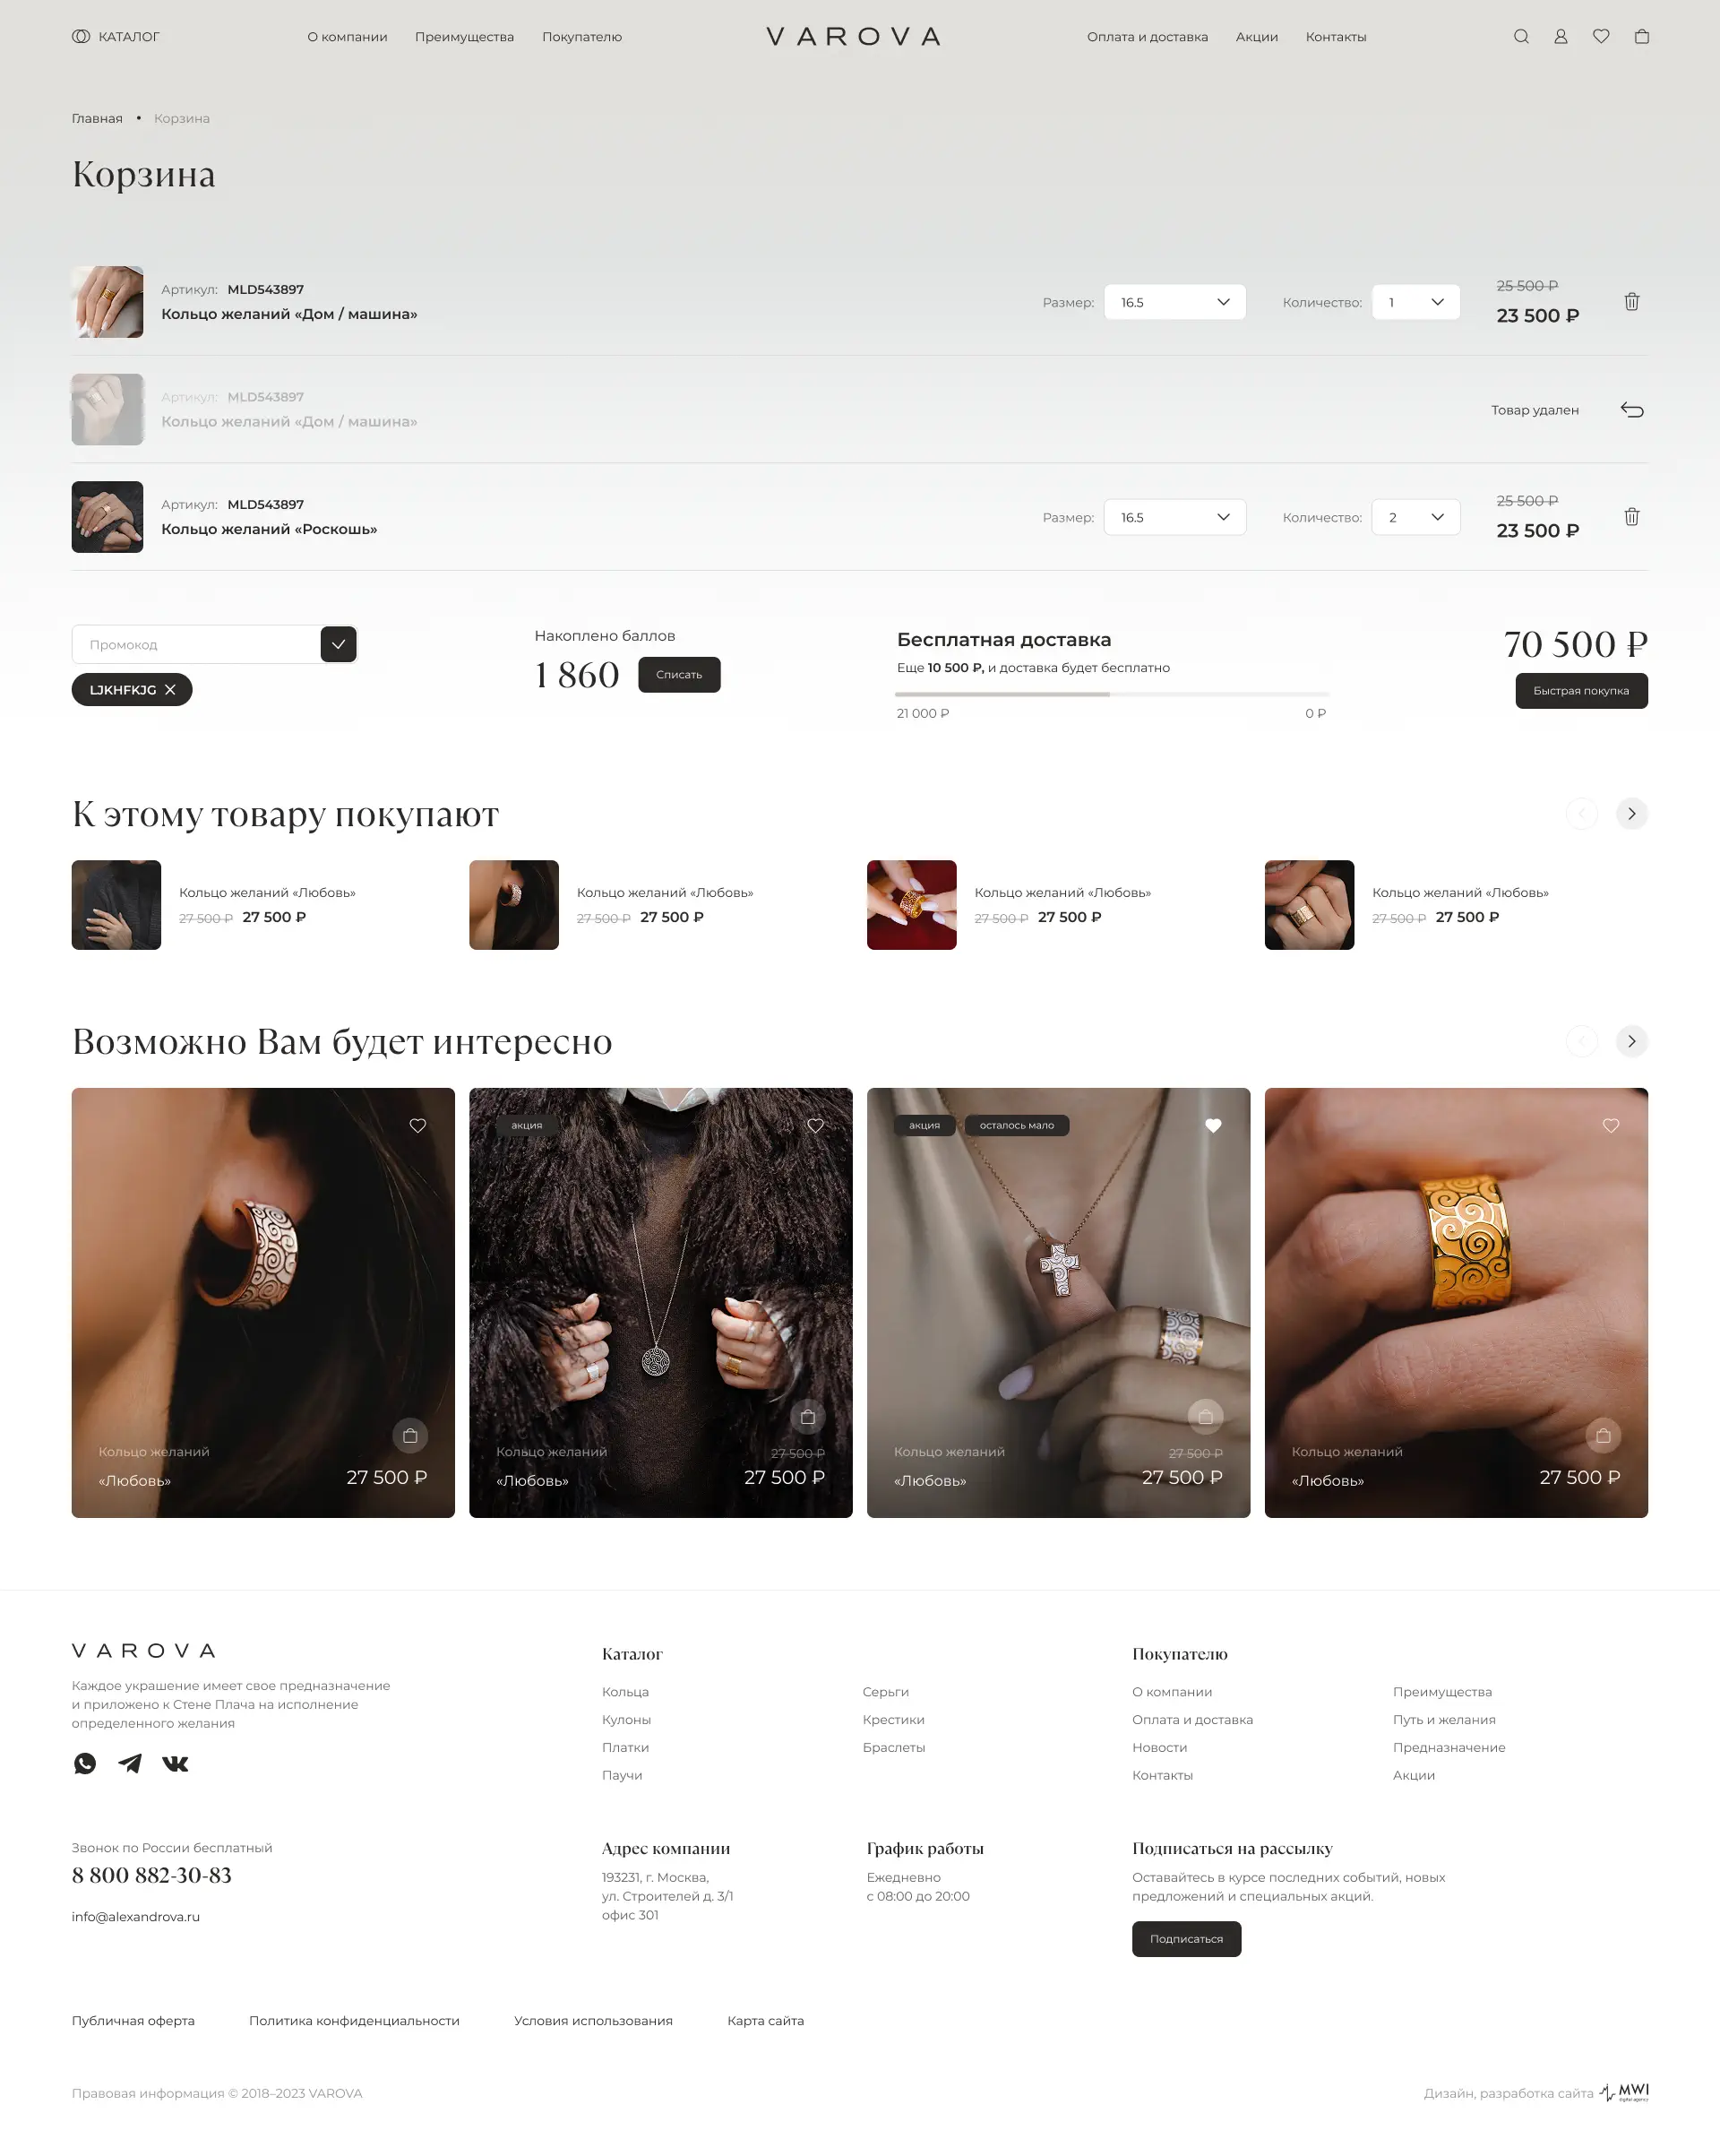 КАТАЛОГ
О компании
Преимущества
Покупателю
VAROVA
Оплата и доставка
Акции
Контакты
Главная • Корзина
Корзина
Артикул: MLD543897
Кольцо желаний «Дом / машина»
Размер: 16.5
Количество: 1
25 500 ₽
23 500 ₽
Артикул: MLD543897
Кольцо желаний «Дом / машина»
Товар удален
Артикул: MLD543897
Кольцо желаний «Роскошь»
Размер: 16.5
Количество: 2
25 500 ₽
23 500 ₽
Промокод
LJKHFKJG
Накоплено баллов
1 860
Списать
Бесплатная доставка
Еще 10 500 ₽, и доставка будет бесплатно
21 000 ₽
0 ₽
70 500 ₽
Быстрая покупка
К этому товару покупают
Кольцо желаний «Любовь»
27 500 ₽ 27 500 ₽
Кольцо желаний «Любовь»
27 500 ₽ 27 500 ₽
Кольцо желаний «Любовь»
27 500 ₽ 27 500 ₽
Кольцо желаний «Любовь»
27 500 ₽ 27 500 ₽
Возможно Вам будет интересно
Кольцо желаний
«Любовь»
27 500 ₽
акция
Кольцо желаний
«Любовь»
27 500 ₽
27 500 ₽
акция
осталось мало
Кольцо желаний
«Любовь»
27 500 ₽
27 500 ₽
Кольцо желаний
«Любовь»
27 500 ₽
VAROVA
Каждое украшение имеет свое предназначение
и приложено к Стене Плача на исполнение
определенного желания
Каталог
Кольца
Кулоны
Платки
Паучи
Серьги
Крестики
Браслеты
Покупателю
О компании
Оплата и доставка
Новости
Контакты
Преимущества
Путь и желания
Предназначение
Акции
Звонок по России бесплатный
8 800 882-30-83
info@alexandrova.ru
Адрес компании
193231, г. Москва,
ул. Строителей д. 3/1
офис 301
График работы
Ежедневно
с 08:00 до 20:00
Подписаться на рассылку
Оставайтесь в курсе последних событий, новых
предложений и специальных акций.
Подписаться
Публичная оферта
Политика конфиденциальности
Условия использования
Карта сайта
Правовая информация © 2018–2023 VAROVA
Дизайн, разработка сайта
MWI
digital agency